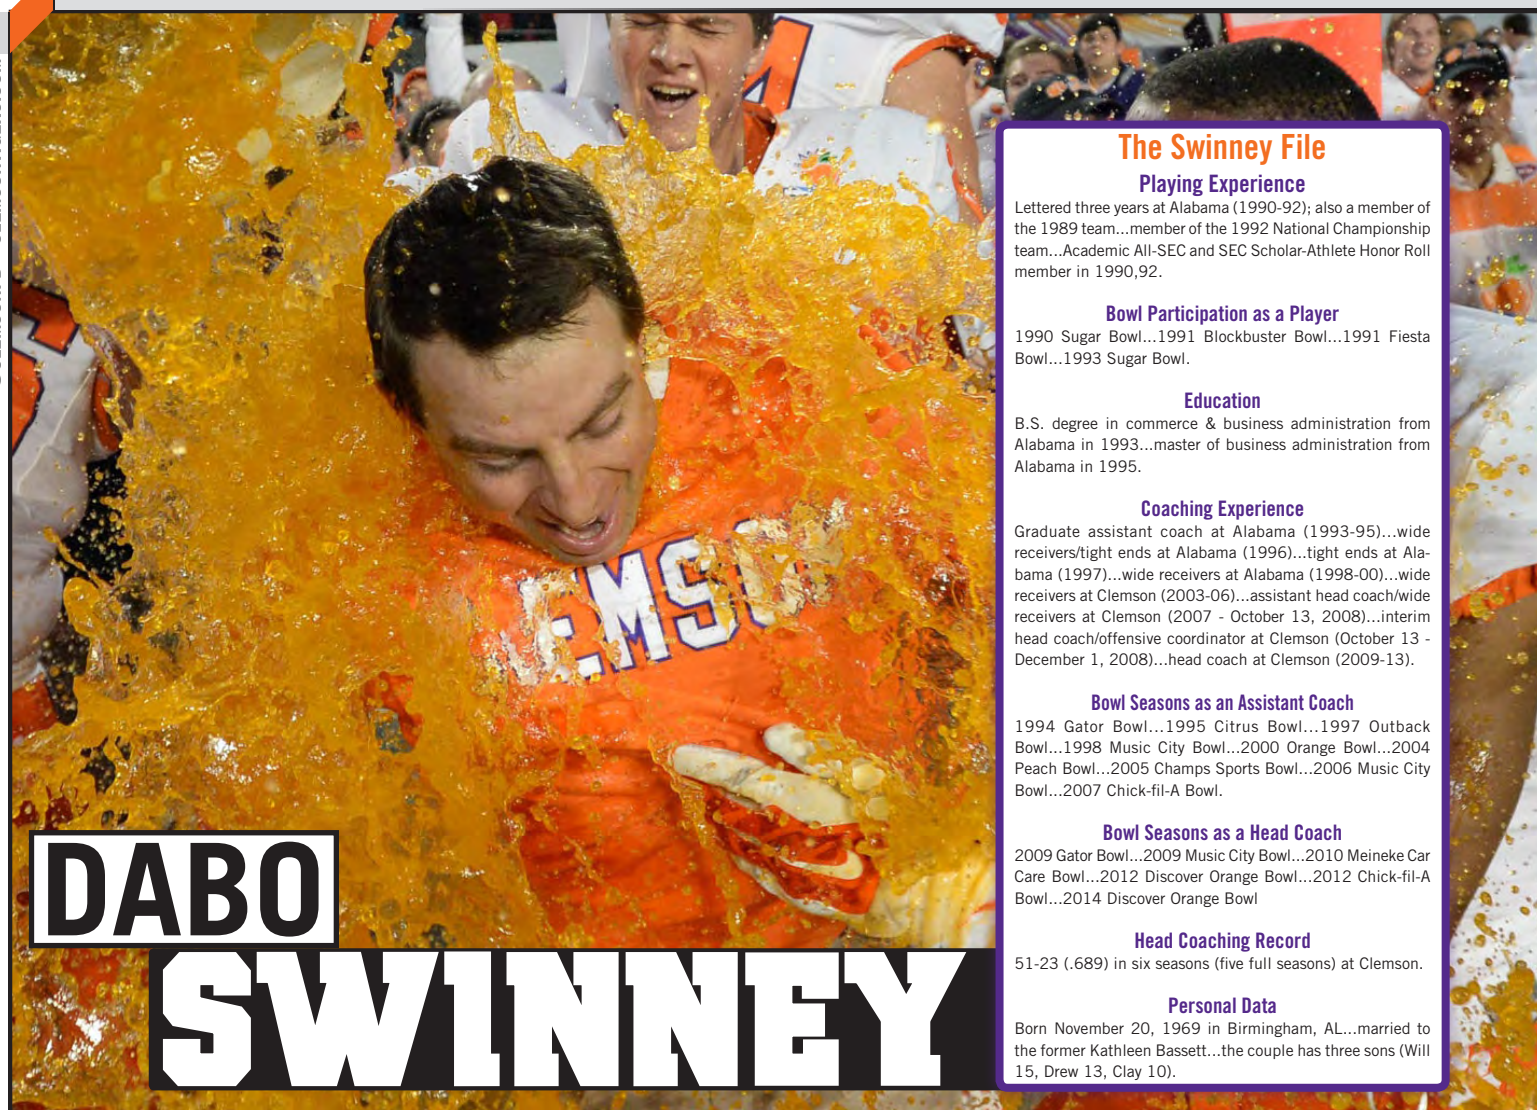 The Swinney File
Playing Experience
Lettered three years at Alabama (1990-92); also a member of
the 1989 team...member of the 1992 National Championship
team...Academic All-SEC and SEC Scholar-Athlete Honor Roll
member in 1990,92.
Bowl Participation as a Player
1990 Sugar Bowl...1991 Blockbuster Bowl...1991 Fiesta
Bowl...1993 Sugar Bowl.
Education
B.S. degree in commerce & business administration from
Alabama in 1993...master of business administration from
Alabama in 1995.
Coaching Experience
Graduate assistant coach at Alabama (1993-95)...wide
receivers/tight ends at Alabama (1996)...tight ends at Ala-
bama (1997)...wide receivers at Alabama (1998-00)...wide
receivers at Clemson (2003-06)...assistant head coach/wide
receivers at Clemson (2007 - October 13, 2008)...interim
head coach/offensive coordinator at Clemson (October 13 -
December 1, 2008)...head coach at Clemson (2009-13).
Bowl Seasons as an Assistant Coach
1994 Gator Bowl...1995 Citrus Bowl...1997 Outback
Bowl...1998 Music City Bowl...2000 Orange Bowl...2004
Peach Bowl...2005 Champs Sports Bowl...2006 Music City
Bowl...2007 Chick-fil-A Bowl.
Bowl Seasons as a Head Coach
2009 Gator Bowl...2009 Music City Bowl...2010 Meineke Car
Care Bowl...2012 Discover Orange Bowl...2012 Chick-fil-A
Bowl...2014 Discover Orange Bowl
Head Coaching Record
51-23 (.689) in six seasons (five full seasons) at Clemson.
Personal Data
Born November 20, 1969 in Birmingham, AL...married to
the former Kathleen Bassett...the couple has three sons (Will
15, Drew 13, Clay 10).
EMSO
DABO
SWINNEY